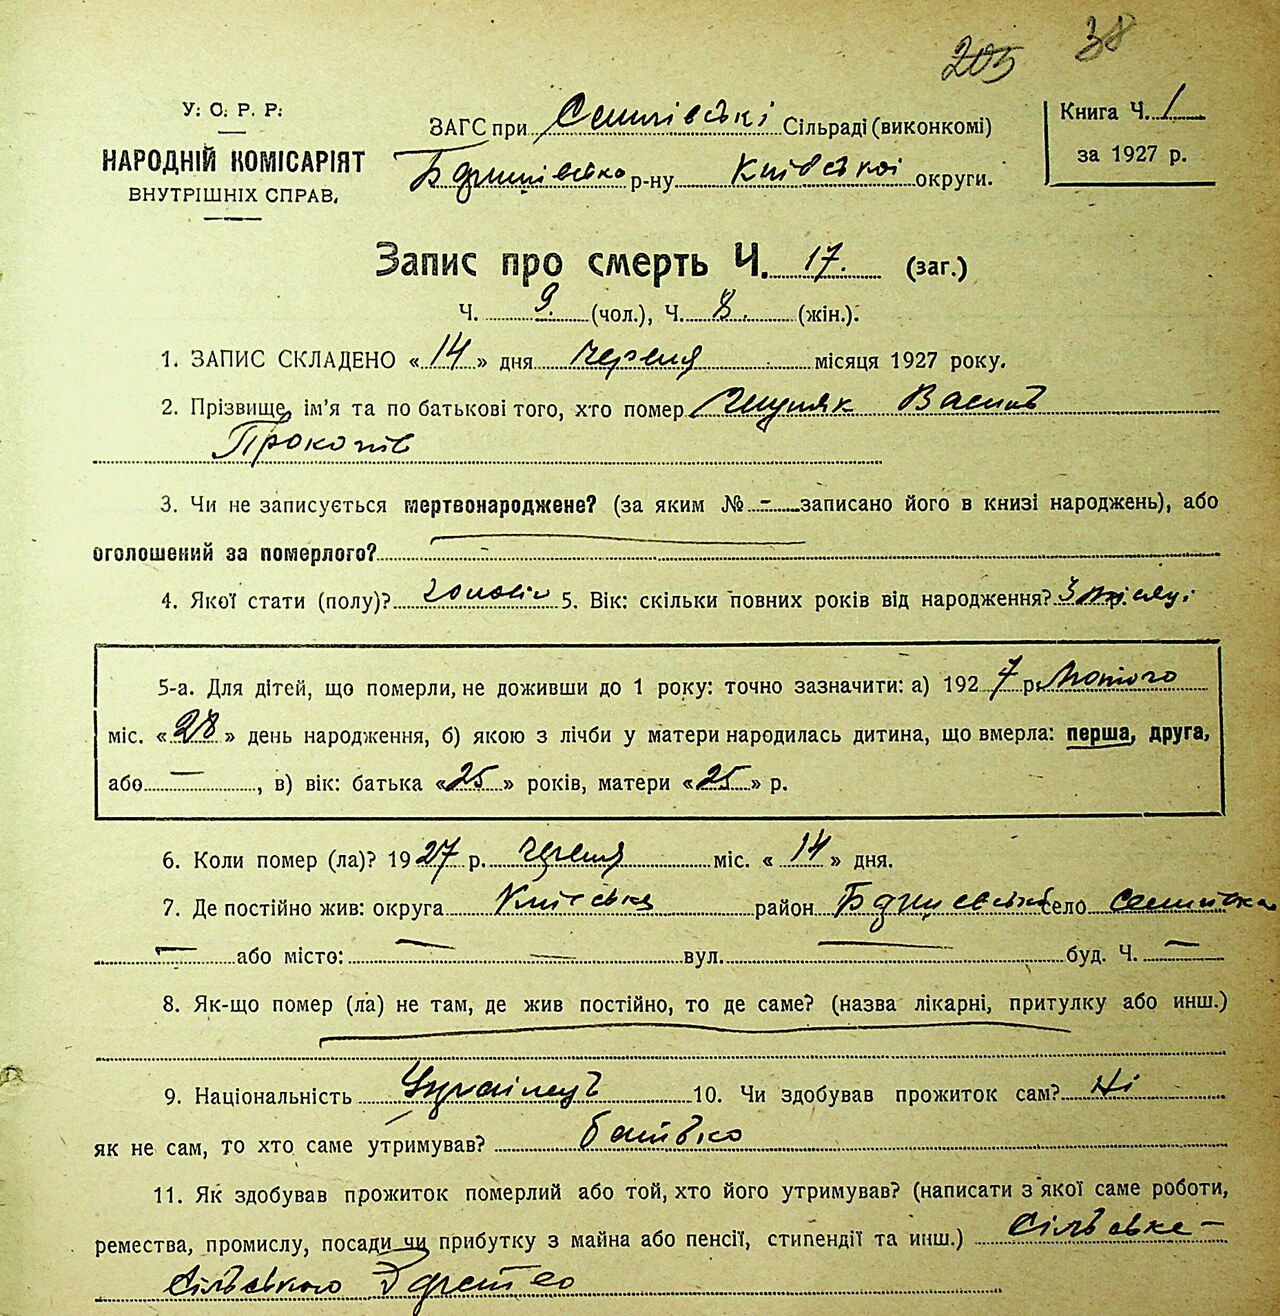 205 38
У. С. Р. Р.
НАРОДНІЙ КОМІСАРІЯТ
ВНУТРІШНІХ СПРАВ.
ЗАГС при Семипівські Сільраді (виконкомі)
р-ну Київської округи.
Книга Ч. 1
за 1927 р.
Запис про смерть Ч. 17. (заг.)
Ч. 9. (чол.), Ч. 8. (жін.).
1. ЗАПИС СКЛАДЕНО «14» дня червня місяця 1927 року.
2. Прізвище, ім'я та по батькові того, хто помер Василь
Прокопів
3. Чи не записується мертвонароджене? (за яким № - записано його в книзі народжень), або
оголошений за померлого?
4. Якої стати (полу)? чоловіч 5. Вік: скільки повних років від народження? 3 місяці
5-а. Для дітей, що померли, не доживши до 1 року: точно зазначити: а) 1927 р. Лютого
міс. «28» день народження, б) якою з лічби у матери народилась дитина, що вмерла: перша, друга,
або —, в) вік: батька «25» років, матери «25» р.
6. Коли помер (ла)? 1927 р. червня міс. «14» дня.
7. Де постійно жив: округа Київська район село
— або місто: — вул. — буд. Ч. —
8. Як-що помер (ла) не там, де жив постійно, то де саме? (назва лікарні, притулку або инш.)
9. Національність Українець 10. Чи здобував прожиток сам? Ні
як не сам, то хто саме утримував? батько
11. Як здобував прожиток померлий або той, хто його утримував? (написати з якої саме роботи,
ремества, промислу, посади чи прибутку з майна або пенсії, стипендії та инш.) Сільське-
сільського